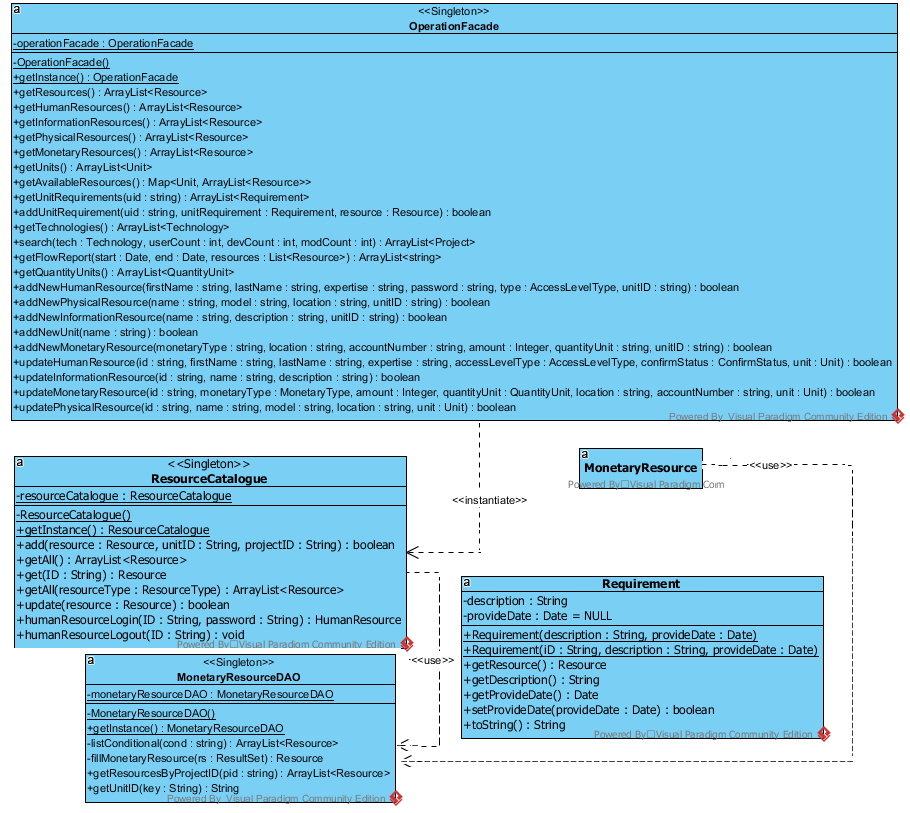 a
<<Singleton>>
OperationFacade
-operationFacade : OperationFacade
-OperationFacade()
+getInstance() : OperationFacade
+getResources() : ArrayList<Resource>
+getHumanResources() : ArrayList<Resource>
+getInformationResources() : ArrayList<Resource>
+getPhysicalResources() : ArrayList<Resource>
+getMonetaryResources() : ArrayList<Resource>
+getUnits() : ArrayList<Unit>
+getAvailableResources() : Map<Unit, ArrayList<Resource>>
+getUnitRequirements(uid : string) : ArrayList<Requirement>
+addUnitRequirement(uid : string, unitRequirement : Requirement, resource : Resource) : boolean
+getTechnologies() : ArrayList<Technology>
+search(tech : Technology, userCount : int, devCount : int, modCount : int) : ArrayList<Project>
+getFlowReport(start : Date, end : Date, resources : List<Resource>) : ArrayList<string>
+getQuantityUnits() : ArrayList<QuantityUnit>
+addNewHumanResource(firstName : string, lastName : string, expertise : string, password : string, type : AccessLevelType, unitID : string) : boolean
+addNewPhysicalResource(name : string, model : string, location : string, unitID : string) : boolean
+addNewInformationResource(name : string, description : string, unitID : string) : boolean
+addNewUnit(name : string) : boolean
+addNewMonetaryResource(monetaryType : string, location : string, accountNumber : string, amount : Integer, quantityUnit : string, unitID : string) : boolean
+updateHumanResource(id : string, firstName : string, lastName : string, expertise : string, accessLevelType : AccessLevelType, confirmStatus : ConfirmStatus, unit : Unit) : boolean
+updateInformationResource(id : string, name : string, description : string) : boolean
+updateMonetaryResource(id : string, monetaryType : MonetaryType, amount : Integer, quantityUnit : QuantityUnit, location : string, accountNumber : string, unit : Unit) : boolean
+updatePhysicalResource(id : string, name : string, model : string, location : string, unit : Unit) : boolean
Powered By Visual Paradigm Community Edition
a
<<Singleton>>
ResourceCatalogue
-resourceCatalogue : ResourceCatalogue
-ResourceCatalogue()
+getInstance() : ResourceCatalogue
+add(resource : Resource, unitID : String, projectID : String) : boolean
+getAll() : ArrayList<Resource>
+get(ID : String) : Resource
+getAll(resourceType : ResourceType) : ArrayList<Resource>
+update(resource : Resource) : boolean
+humanResourceLogin(ID : String, password : String) : HumanResource
+humanResourceLogout(ID : String) : void
Powered By Visual Paradigm Community Edition
<<instantiate>>
a
MonetaryResource
Powered By Visual Paradigm Com
<<use>>
a
Requirement
-description : String
-provideDate : Date = NULL
+Requirement(description : String, provideDate : Date)
+Requirement(iD : String, description : String, provideDate : Date)
+getResource() : Resource
+getDescription() : String
+getProvideDate() : Date
+setProvideDate(provideDate : Date) : boolean
+toString() : String
Powered By Visual Paradigm Community Edition
<<use>>
a
<<Singleton>>
MonetaryResourceDAO
-monetaryResourceDAO : MonetaryResourceDAO
-MonetaryResourceDAO()
+getInstance() : MonetaryResourceDAO
-listConditional(cond : string) : ArrayList<Resource>
-fillMonetaryResource(rs : ResultSet) : Resource
+getResourcesByProjectID(pid : string) : ArrayList<Resource>
+getUnitID(key : String) : String
Powered By Visual Paradigm Community Edition